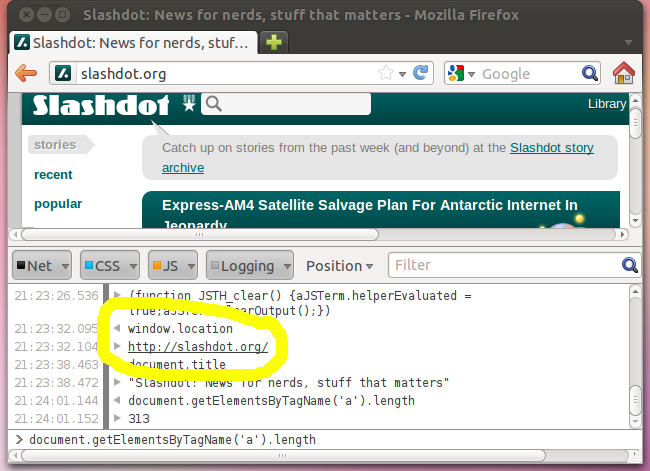 Slashdot: News for nerds, stuff that matters - Mozilla Firefox
Slashdot: News for nerds, stuf...
slashdot.org
Google
Slashdot
Library
stories
Catch up on stories from the past week (and beyond) at the Slashdot story
archive
recent
popular
Express-AM4 Satellite Salvage Plan For Antarctic Internet In
Jeopardy
Net CSS JS Logging Position Filter
21:23:26.536 (function JSTH_clear() {aJSTerm.helperEvaluated =
21:23:32.095 window.location
21:23:32.104 http://slashdot.org/
21:23:38.463 document.title
21:23:38.472 "Slashdot: News for nerds, stuff that matters"
21:24:01.144 document.getElementsByTagName('a').length
21:24:01.152 313
document.getElementsByTagName('a').length